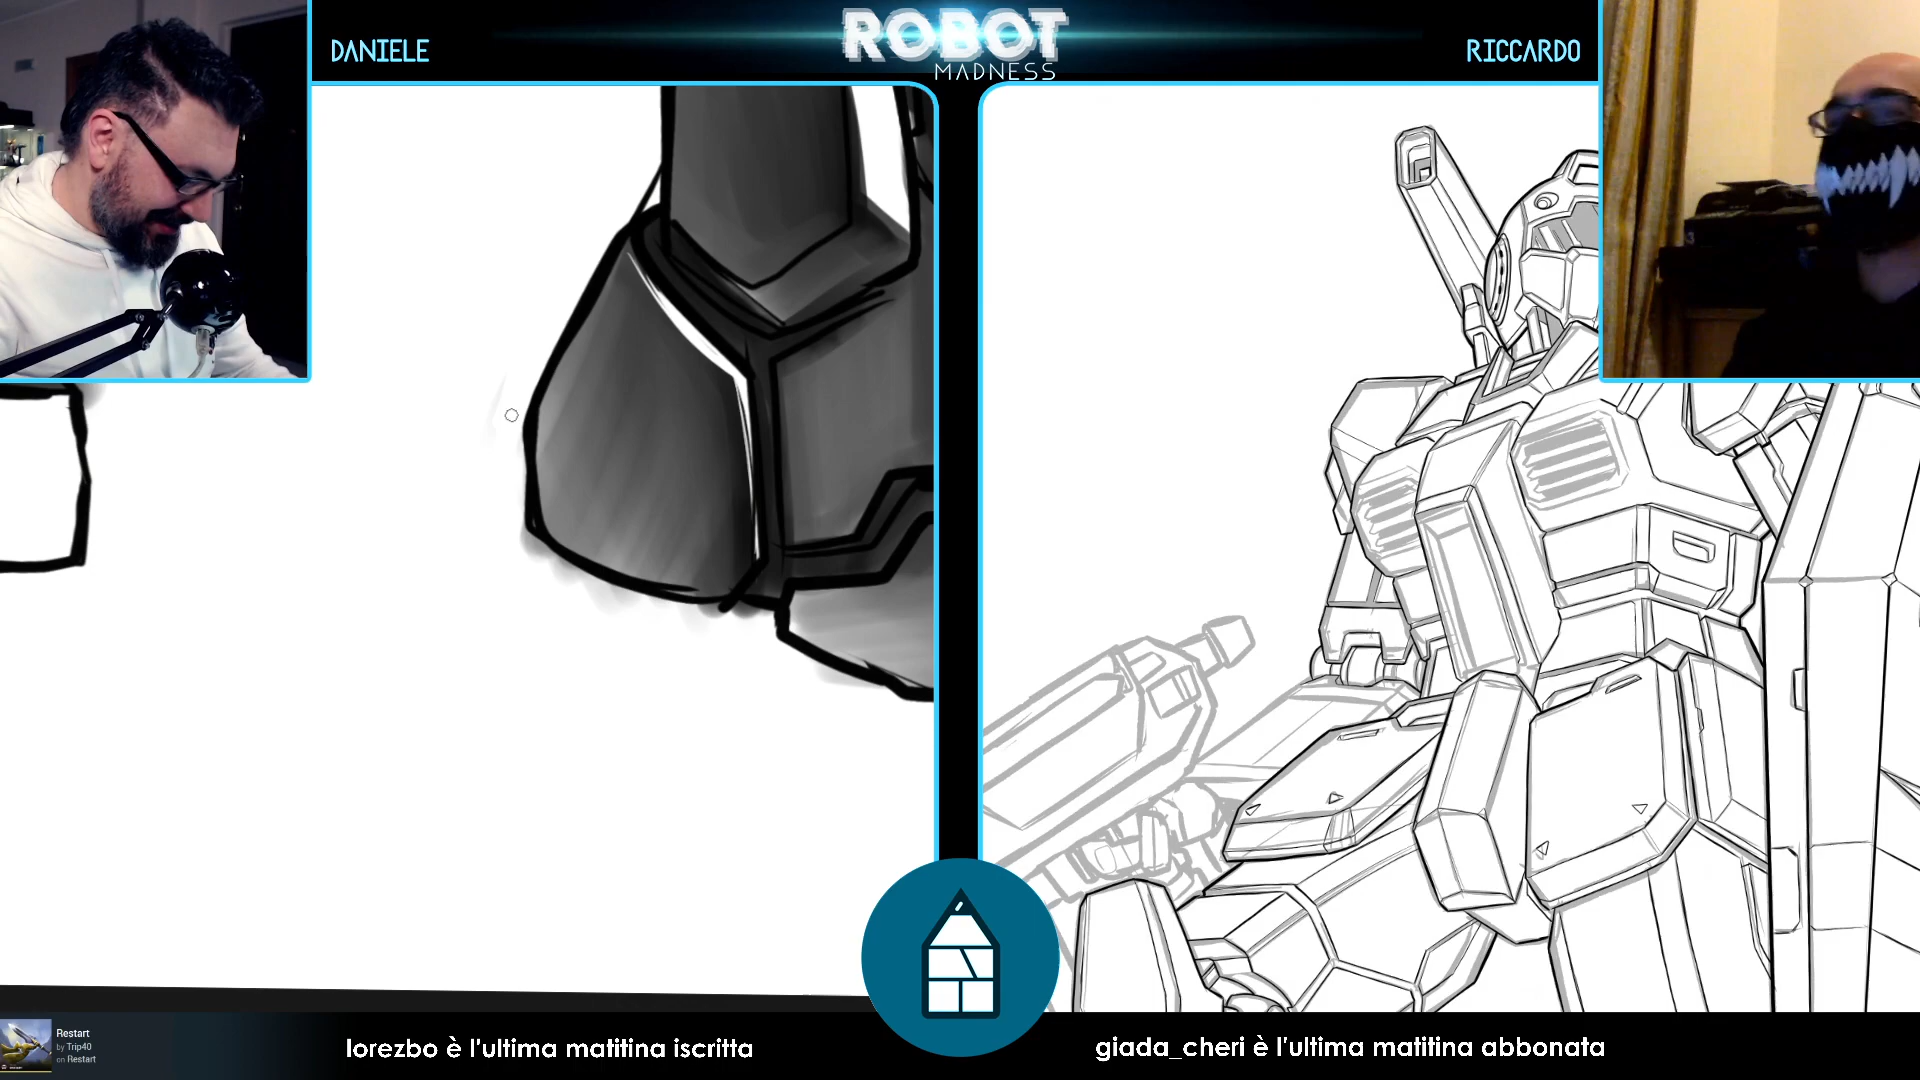 DANIELE
ROBOT
MADNESS
RICCARDO
Restart
by Trip40
on Restart
lorezbo è l'ultima matitina iscritta
giada_cheri è l'ultima matitina abbonata